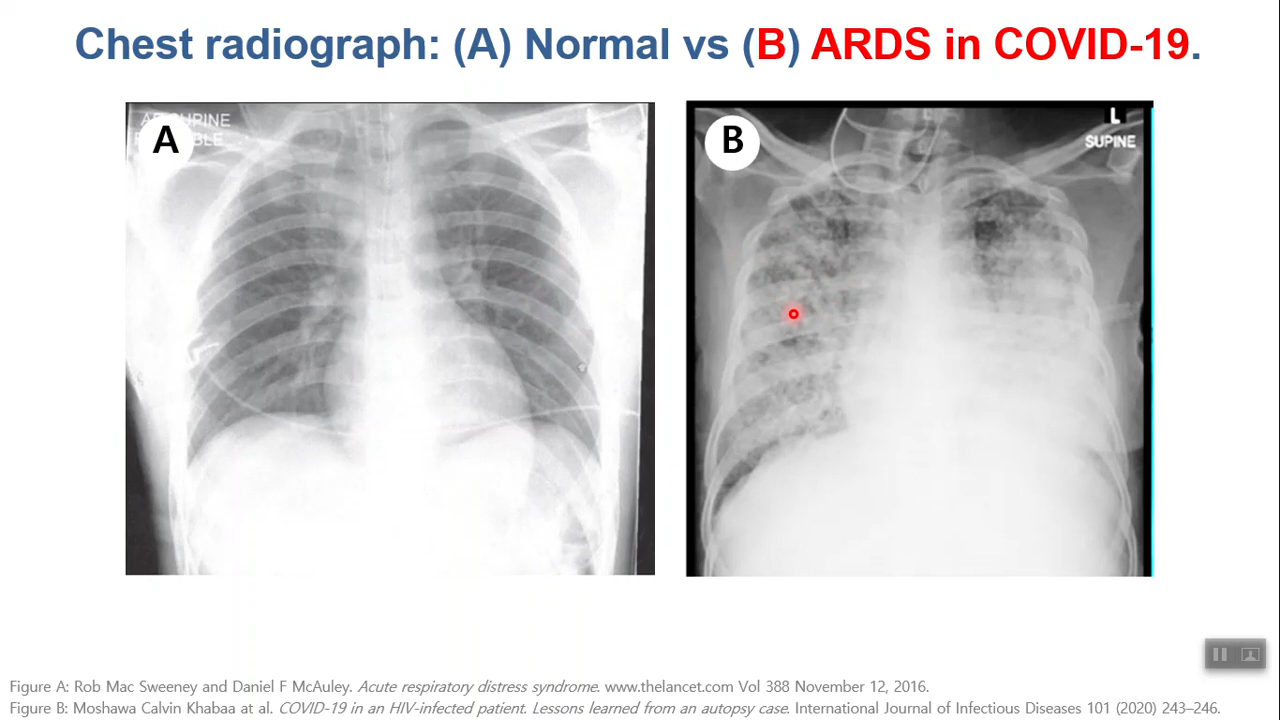 Chest radiograph: (A) Normal vs (B) ARDS in COVID-19.
A
B
L
SUPINE
SUPINE
Figure A: Rob Mac Sweeney and Daniel F McAuley. Acute respiratory distress syndrome. www.thelancet.com Vol 388 November 12, 2016.
Figure B: Moshawa Calvin Khabaa at al. COVID-19 in an HIV-infected patient. Lessons learned from an autopsy case. International Journal of Infectious Diseases 101 (2020) 243–246.